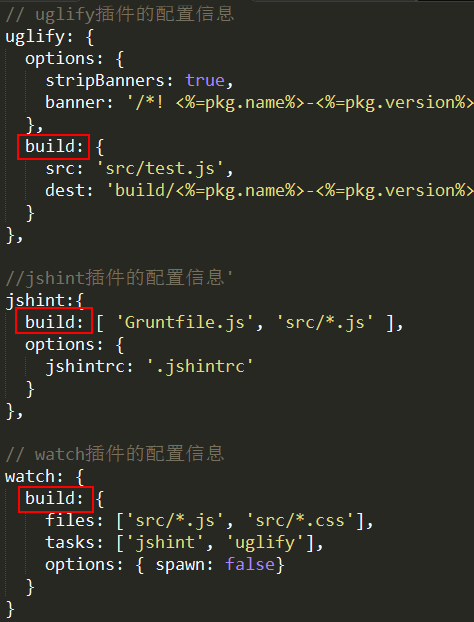 // uglify插件的配置信息
uglify: {
options: {
stripBanners: true,
banner: '/*! <%=pkg.name%>-<%=pkg.version%>
},
build: {
src: 'src/test.js',
dest: 'build/<%=pkg.name%>-<%=pkg.version%>
}
},
//jshint插件的配置信息'
jshint:{
build: [ 'Gruntfile.js', 'src/*.js' ],
options: {
jshintrc: '.jshintrc'
}
},
// watch插件的配置信息
watch: {
build: {
files: ['src/*.js', 'src/*.css'],
tasks: ['jshint', 'uglify'],
options: { spawn: false}
}
}